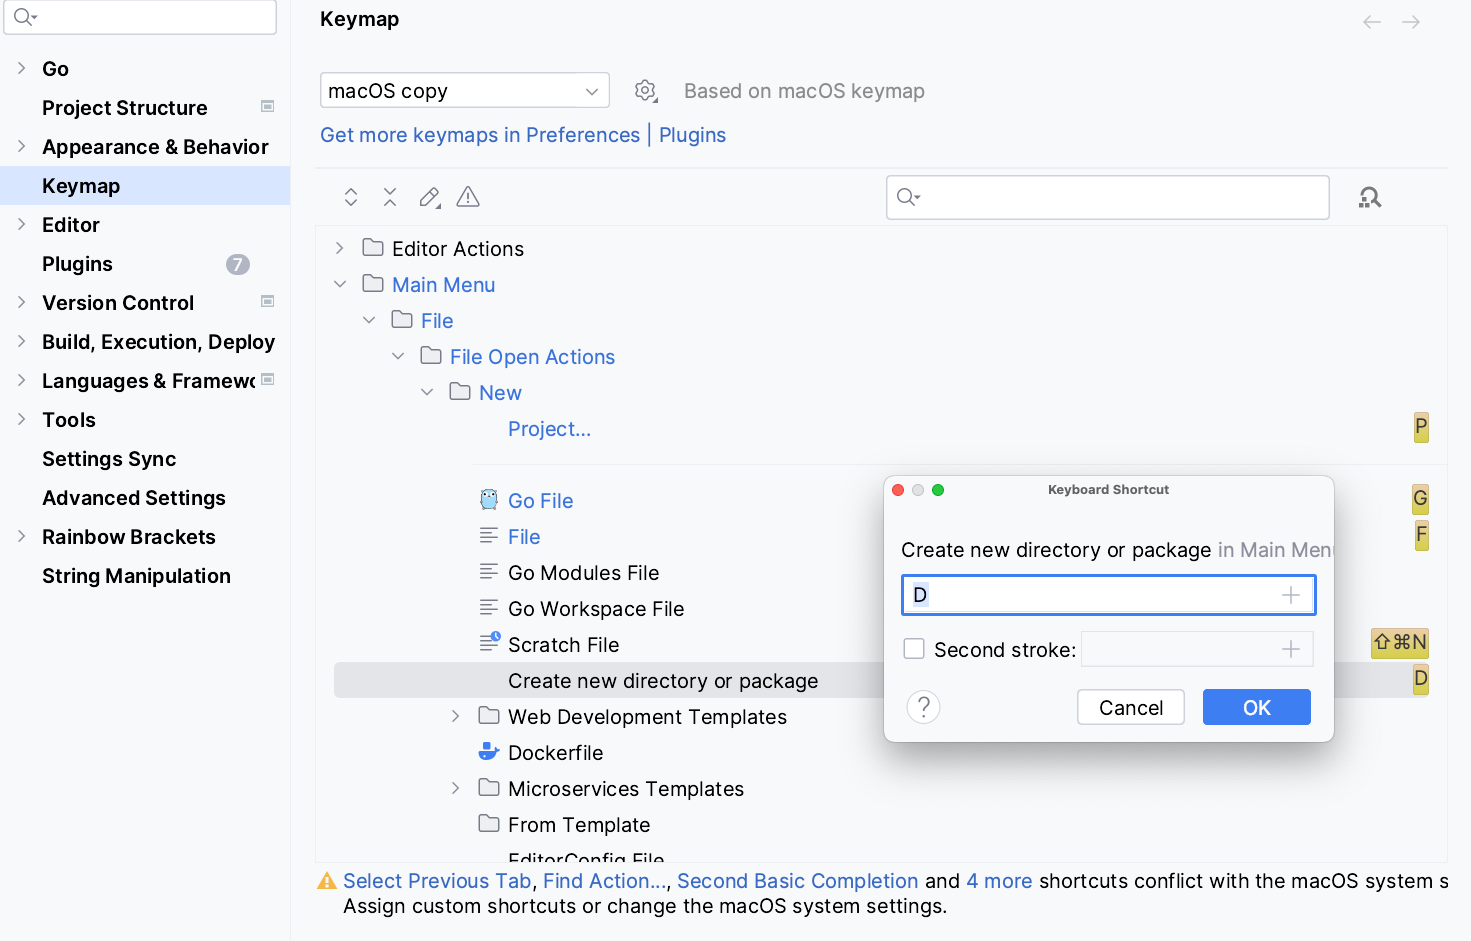 Keymap
Go
Project Structure
Appearance & Behavior
Keymap
Editor
Plugins 7
Version Control
Build, Execution, Deploy
Languages & Framewo
Tools
Settings Sync
Advanced Settings
Rainbow Brackets
String Manipulation
macOS copy
Based on macOS keymap
Get more keymaps in Preferences | Plugins
Editor Actions
Main Menu
File
File Open Actions
New
Project... P
Go File G
File F
Go Modules File
Go Workspace File
Scratch File ⇧⌘N
Create new directory or package D
Web Development Templates
Dockerfile
Microservices Templates
From Template
EditorConfig File
Keyboard Shortcut
Create new directory or package in Main Menu
D
Second stroke:
? Cancel OK
Select Previous Tab, Find Action..., Second Basic Completion and 4 more shortcuts conflict with the macOS system s
Assign custom shortcuts or change the macOS system settings.